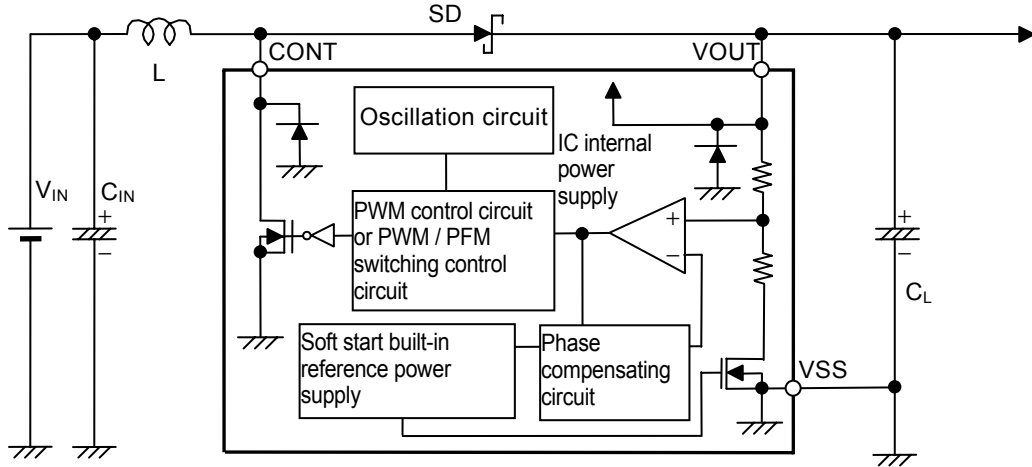 SD
CONT
VOUT
L
Oscillation circuit
IC internal
power
supply
VIN
CIN
+
−
PWM control circuit
or PWM / PFM
switching control
circuit
+
−
+
−
CL
Soft start built-in
reference power
supply
Phase
compensating
circuit
VSS